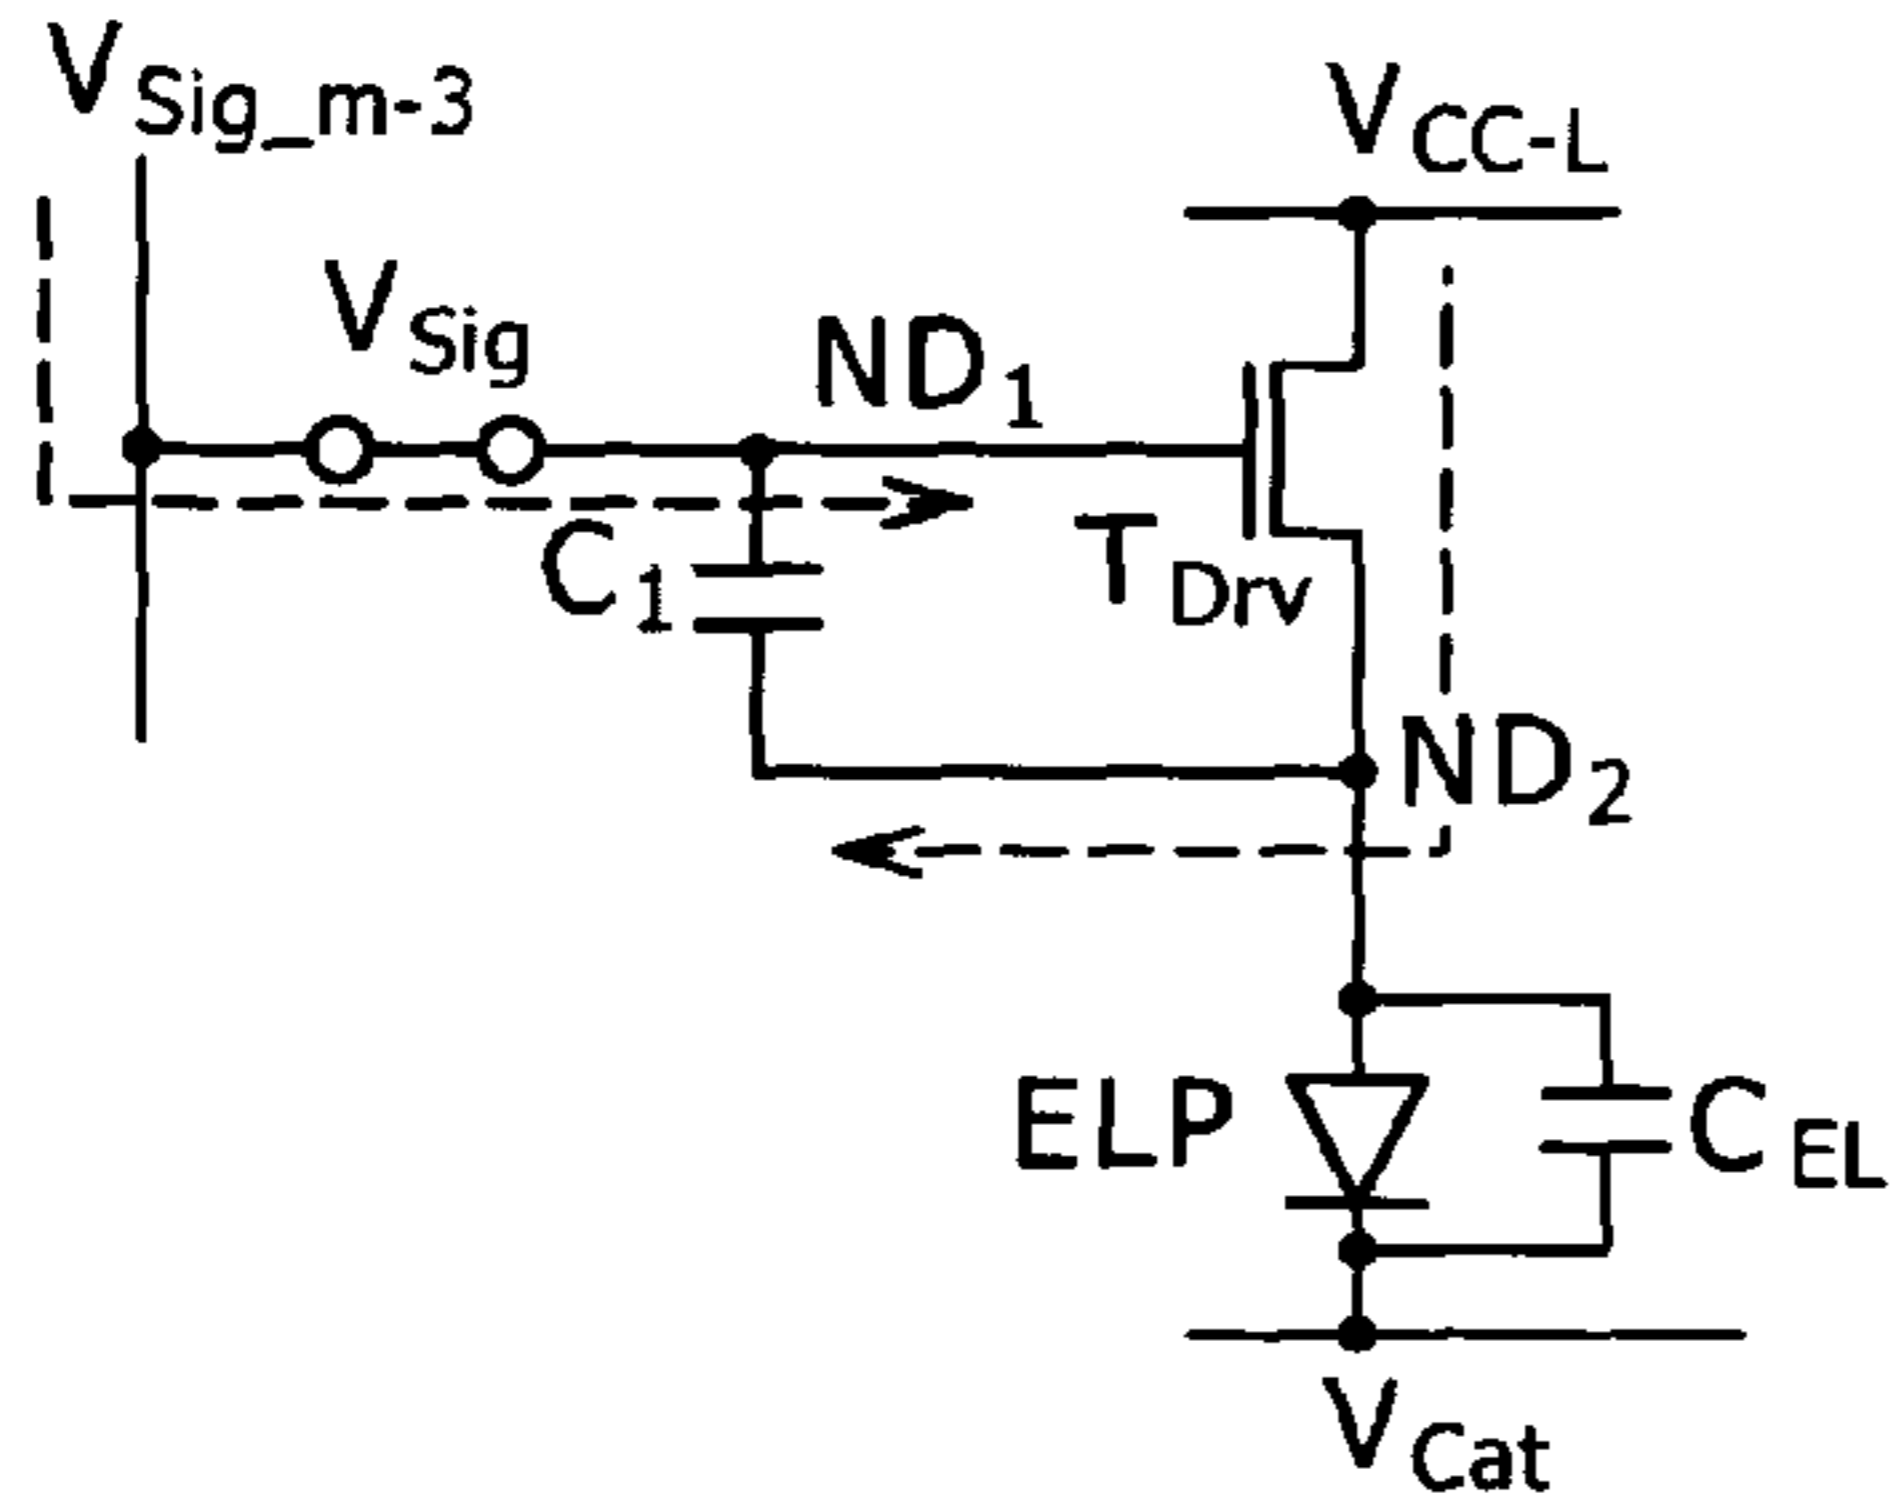 VSig_m-3
VCC-L
VSig
ND1
C1
TDrv
ND2
ELP
CEL
VCat